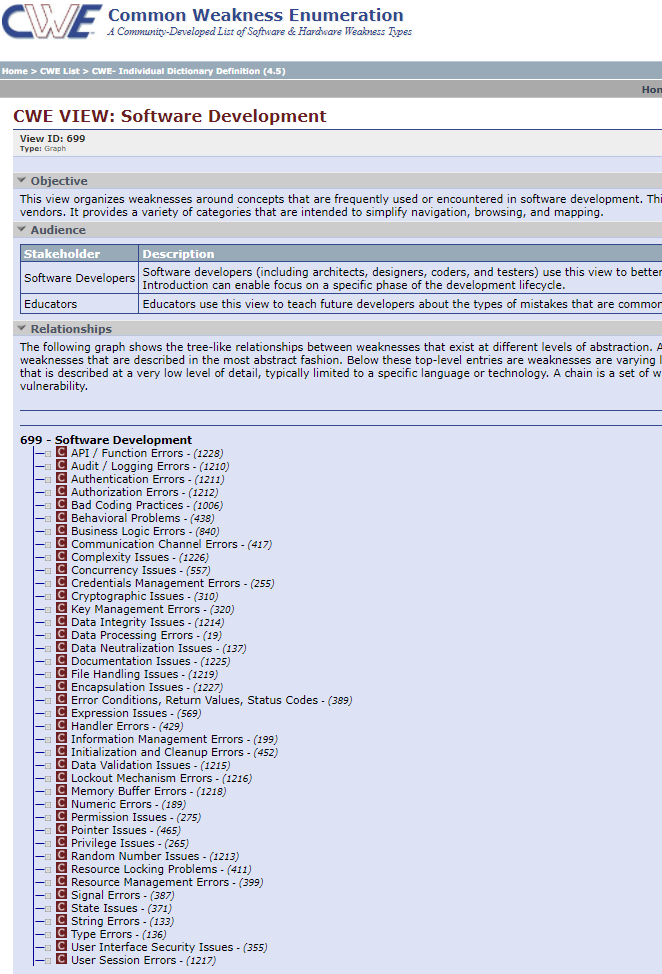 CWE Common Weakness Enumeration
A Community-Developed List of Software & Hardware Weakness Types
Home > CWE List > CWE- Individual Dictionary Definition (4.5)
CWE VIEW: Software Development
View ID: 699
Type: Graph
Objective
This view organizes weaknesses around concepts that are frequently used or encountered in software development.
vendors. It provides a variety of categories that are intended to simplify navigation, browsing, and mapping.
Audience
Stakeholder Description
Software Developers
Software developers (including architects, designers, coders, and testers) use this view to better
Introduction can enable focus on a specific phase of the development lifecycle.
Educators Educators use this view to teach future developers about the types of mistakes that are
Relationships
The following graph shows the tree-like relationships between weaknesses that exist at different levels of abstraction. A
weaknesses that are described in the most abstract fashion. Below these top-level entries are weaknesses are varying
that is described at a very low level of detail, typically limited to a specific language or technology. A chain is a set of
vulnerability.
699 - Software Development
C API / Function Errors - (1228)
C Audit / Logging Errors - (1210)
C Authentication Errors - (1211)
C Authorization Errors - (1212)
C Bad Coding Practices - (1006)
C Behavioral Problems - (438)
C Business Logic Errors - (840)
C Communication Channel Errors - (417)
C Complexity Issues - (1226)
C Concurrency Issues - (557)
C Credentials Management Errors - (255)
C Cryptographic Issues - (310)
C Key Management Errors - (320)
C Data Integrity Issues - (1214)
C Data Processing Errors - (19)
C Data Neutralization Issues - (137)
C Documentation Issues - (1225)
C File Handling Issues - (1219)
C Encapsulation Issues - (1227)
C Error Conditions, Return Values, Status Codes - (389)
C Expression Issues - (569)
C Handler Errors - (429)
C Information Management Errors - (199)
C Initialization and Cleanup Errors - (452)
C Data Validation Issues - (1215)
C Lockout Mechanism Errors - (1216)
C Memory Buffer Errors - (1218)
C Numeric Errors - (189)
C Permission Issues - (275)
C Pointer Issues - (465)
C Privilege Issues - (265)
C Random Number Issues - (1213)
C Resource Locking Problems - (411)
C Resource Management Errors - (399)
C Signal Errors - (387)
C State Issues - (371)
C String Errors - (133)
C Type Errors - (136)
C User Interface Security Issues - (355)
C User Session Errors - (1217)